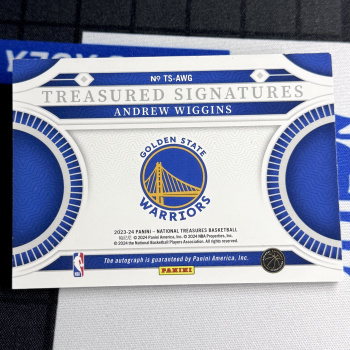 № TS-AWG
TREASURED SIGNATURES
ANDREW WIGGINS
GOLDEN STATE
WARRIORS
2023-24 PANINI – NATIONAL TREASURES BASKETBALL
© 2024 Panini America, Inc. © 2024 NBA Properties, Inc.
© 2024 the National Basketball Players Association. All rights reserved.
The autograph is guaranteed by Panini America, Inc.
PANINI